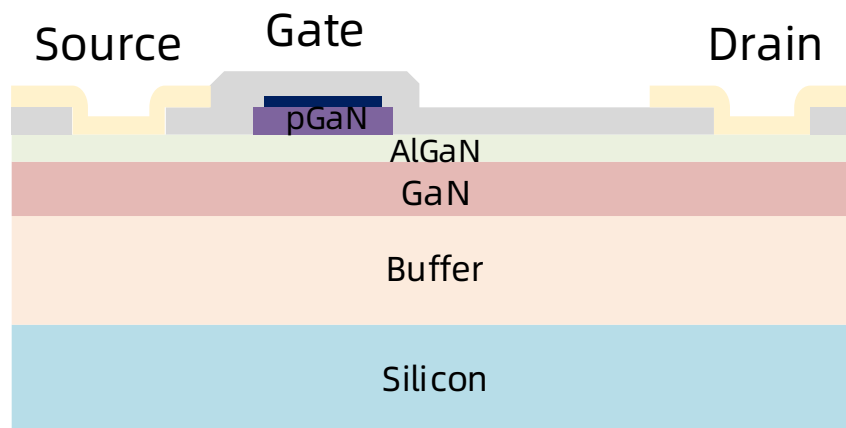 Source
Gate
Drain
pGaN
AlGaN
GaN
Buffer
Silicon